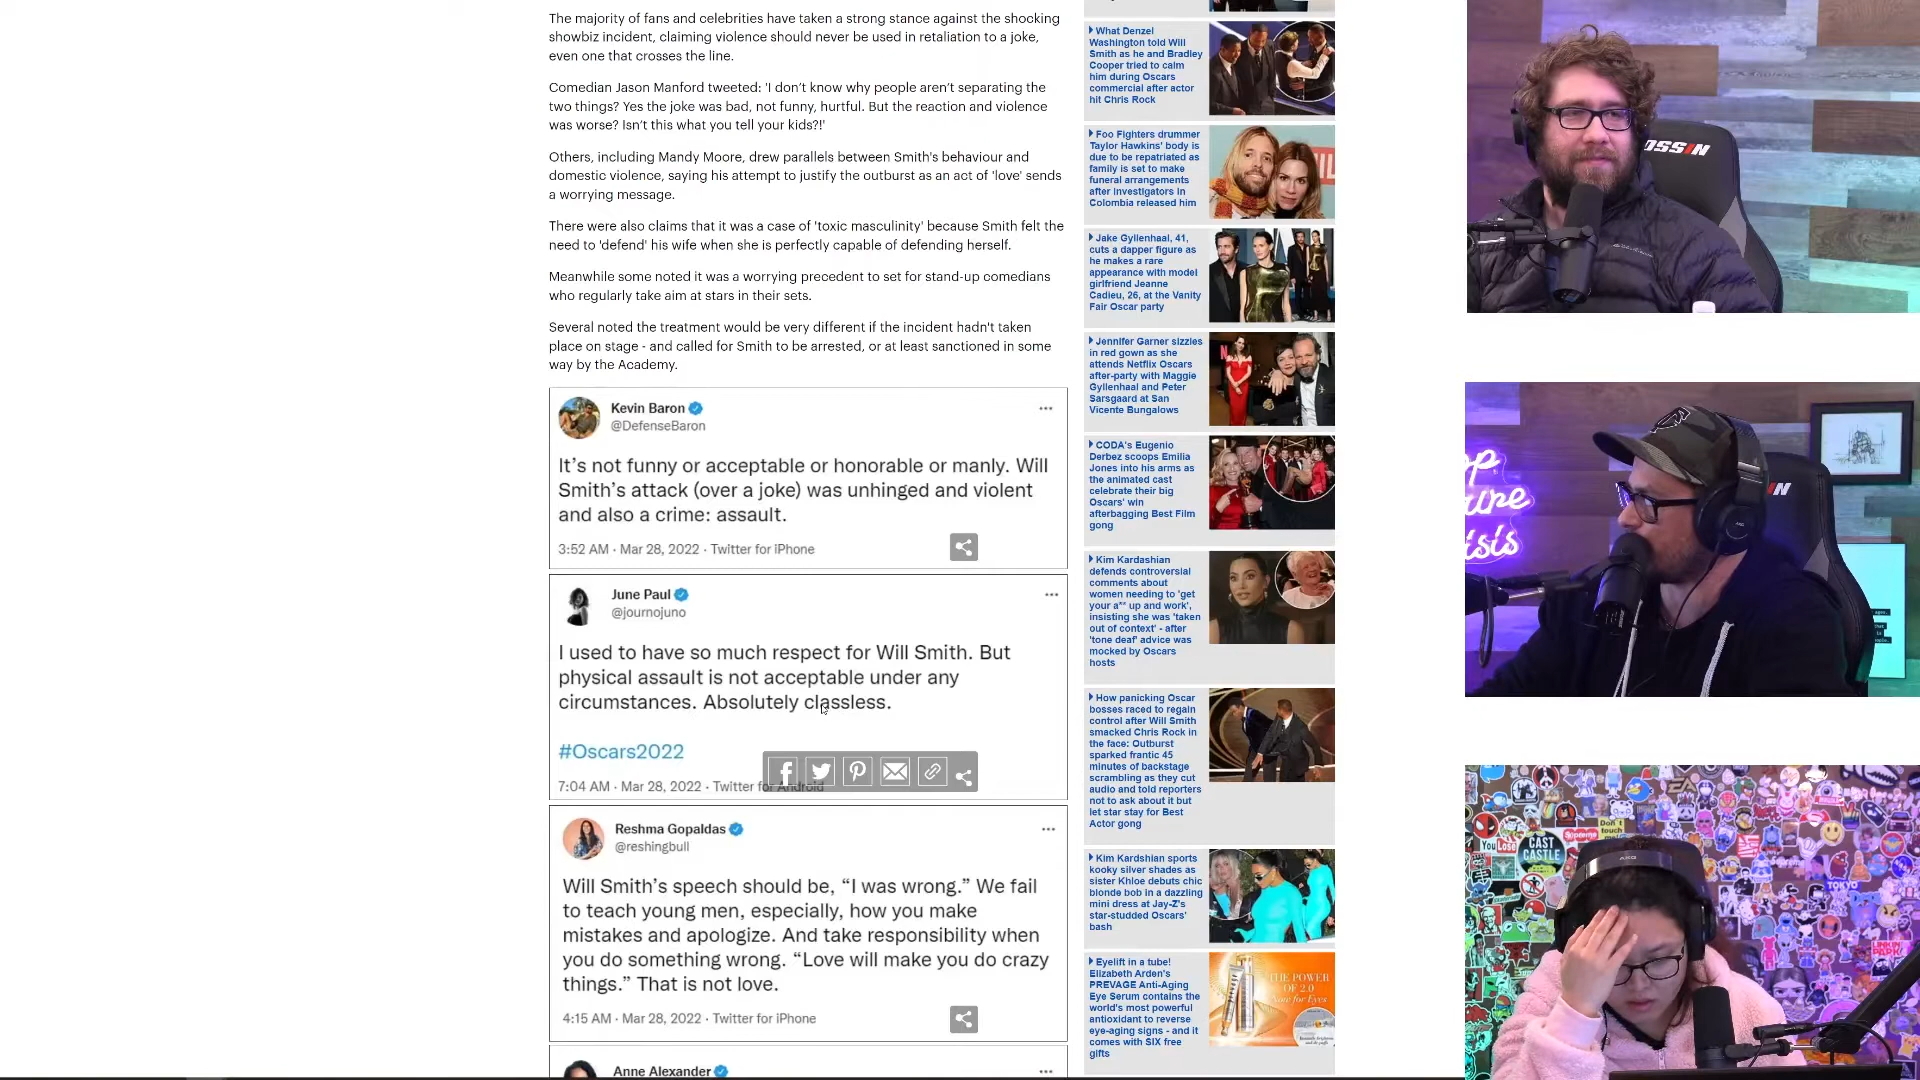 The majority of fans and celebrities have taken a strong stance against the shocking
showbiz incident, claiming violence should never be used in retaliation to a joke,
even one that crosses the line.
Comedian Jason Manford tweeted: 'I don't know why people aren't separating the
two things? Yes the joke was bad, not funny, hurtful. But the reaction and violence
was worse? Isn't this what you tell your kids?!'
Others, including Mandy Moore, drew parallels between Smith's behaviour and
domestic violence, saying his attempt to justify the outburst as an act of 'love' sends
a worrying message.
There were also claims that it was a case of 'toxic masculinity' because Smith felt the
need to 'defend' his wife when she is perfectly capable of defending herself.
Meanwhile some noted it was a worrying precedent to set for stand-up comedians
who regularly take aim at stars in their sets.
Several noted the treatment would be very different if the incident hadn't taken
place on stage - and called for Smith to be arrested, or at least sanctioned in some
way by the Academy.
Kevin Baron
@DefenseBaron
It's not funny or acceptable or honorable or manly. Will
Smith's attack (over a joke) was unhinged and violent
and also a crime: assault.
3:52 AM · Mar 28, 2022 · Twitter for iPhone
June Paul
@journojuno
I used to have so much respect for Will Smith. But
physical assault is not acceptable under any
circumstances. Absolutely classless.
#Oscars2022
7:04 AM · Mar 28, 2022 · Twitter for Android
Reshma Gopaldas
@reshingbull
Will Smith's speech should be, “I was wrong.” We fail
to teach young men, especially, how you make
mistakes and apologize. And take responsibility when
you do something wrong. “Love will make you do crazy
things.” That is not love.
4:15 AM · Mar 28, 2022 · Twitter for iPhone
Anne Alexander
What Denzel
Washington told Will
Smith as he and Bradley
Cooper tried to calm
him during Oscars
commercial after actor
hit Chris Rock
Foo Fighters drummer
Taylor Hawkins' body is
due to be repatriated as
family is set to make
funeral arrangements
after investigators in
Colombia released him
Jake Gyllenhaal, 41,
cuts a dapper figure as
he makes a rare
appearance with model
girlfriend Jeanne
Cadieu, 26, at the Vanity
Fair Oscar party
Jennifer Garner sizzles
in red gown as she
attends Netflix Oscars
after-party with Maggie
Gyllenhaal and Peter
Sarsgaard at San
Vicente Bungalows
CODA's Eugenio
Derbez scoops Emilia
Jones into his arms as
the animated cast
celebrate their big
Oscars' win
afterbagging Best Film
gong
Kim Kardashian
defends controversial
comments about
women needing to 'get
your a** up and work',
insisting she was 'taken
out of context' - after
'tone deaf' advice was
mocked by Oscars
hosts
How panicking Oscar
bosses raced to regain
control after Will Smith
smacked Chris Rock in
the face: Outburst
sparked frantic 45
minutes of backstage
scrambling as they cut
audio and told reporters
not to ask about it but
let star stay for Best
Actor gong
Kim Kardshian sports
kooky silver shades as
sister Khloe debuts chic
blonde bob in a dazzling
mini dress at Jay-Z's
star-studded Oscars'
bash
Eyelift in a tube!
Elizabeth Arden's
PREVAGE Anti-Aging
Eye Serum contains the
world's most powerful
antioxidant to reverse
eye-aging signs - and it
comes with SIX free
gifts
THE POWER
OF 2.0
Now for Eyes
OSSIN
IN
Don't
touch
You Lose
CAST
CASTLE
Supreme
EA
TOKYO
LINKIN
PARK
AKG